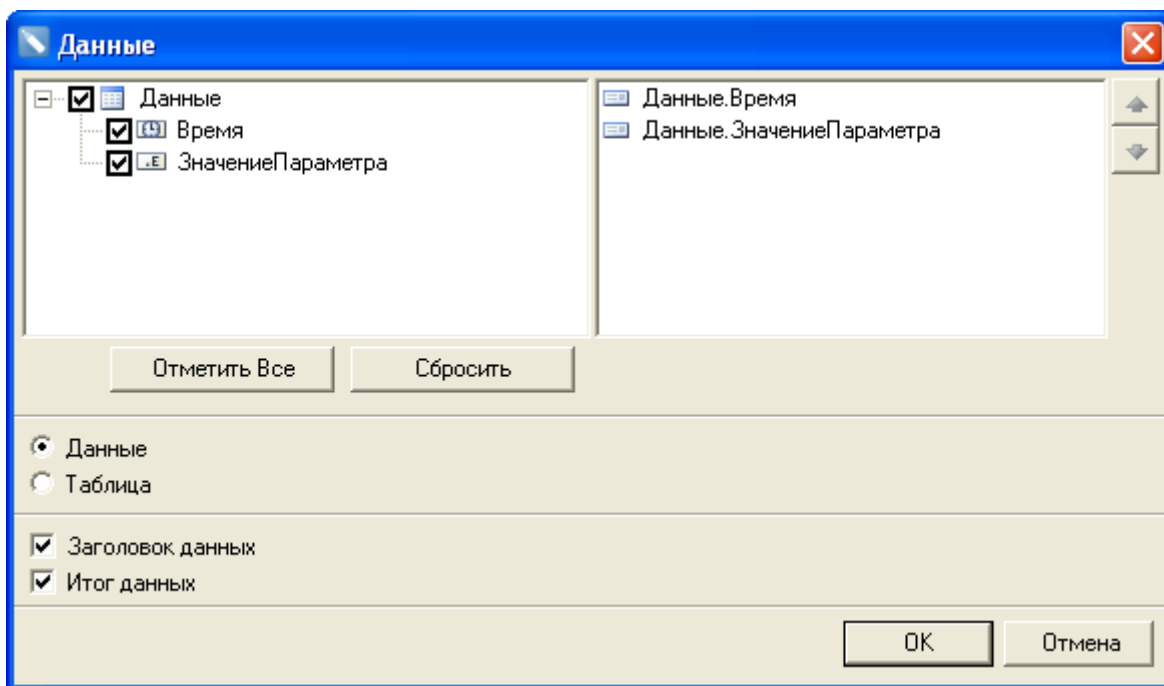 Данные
Данные
Время
.E ЗначениеПараметра
Данные.Время
Данные.ЗначениеПараметра
Отметить Все
Сбросить
Данные
Таблица
Заголовок данных
Итог данных
OK
Отмена